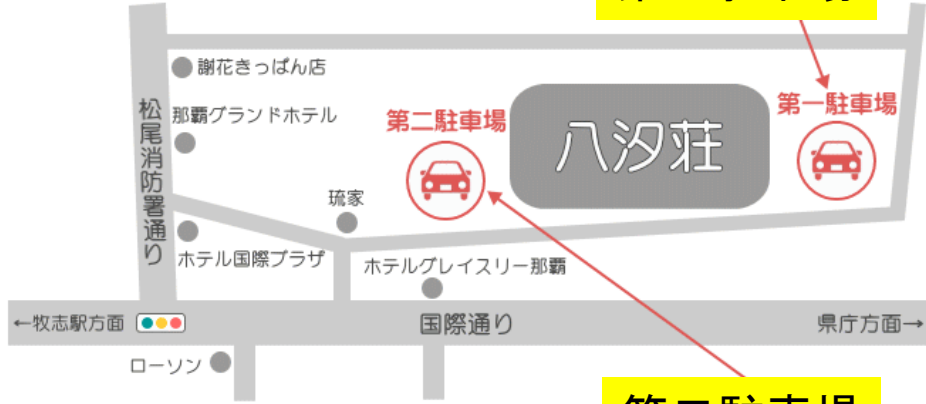 謝花きっぱん店
松尾消防署通り
那覇グランドホテル
第二駐車場
八汐荘
第一駐車場
琉家
ホテル国際プラザ
ホテルグレイスリー那覇
←牧志駅方面
国際通り
県庁方面→
ローソン